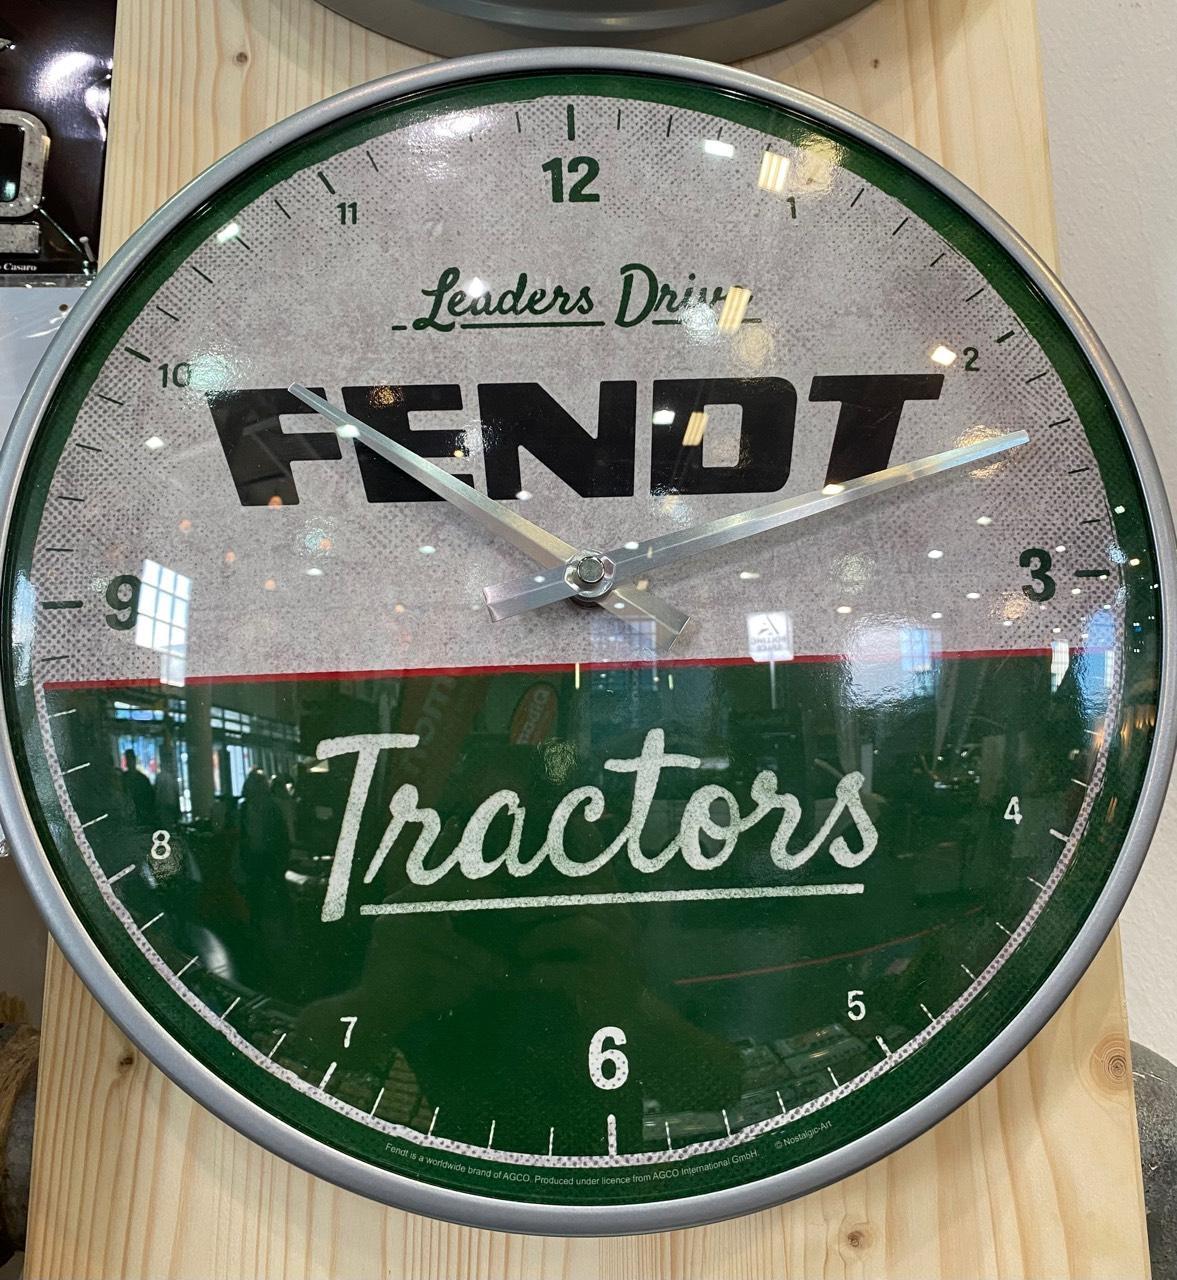 Casaro
12
11
1
Leaders Drive
10
2
FENDT
9
3
Tractors
8
4
7
5
6
Fendt is a worldwide brand of AGCO. Produced under licence from AGCO International GmbH.
© Nostalgic-Art